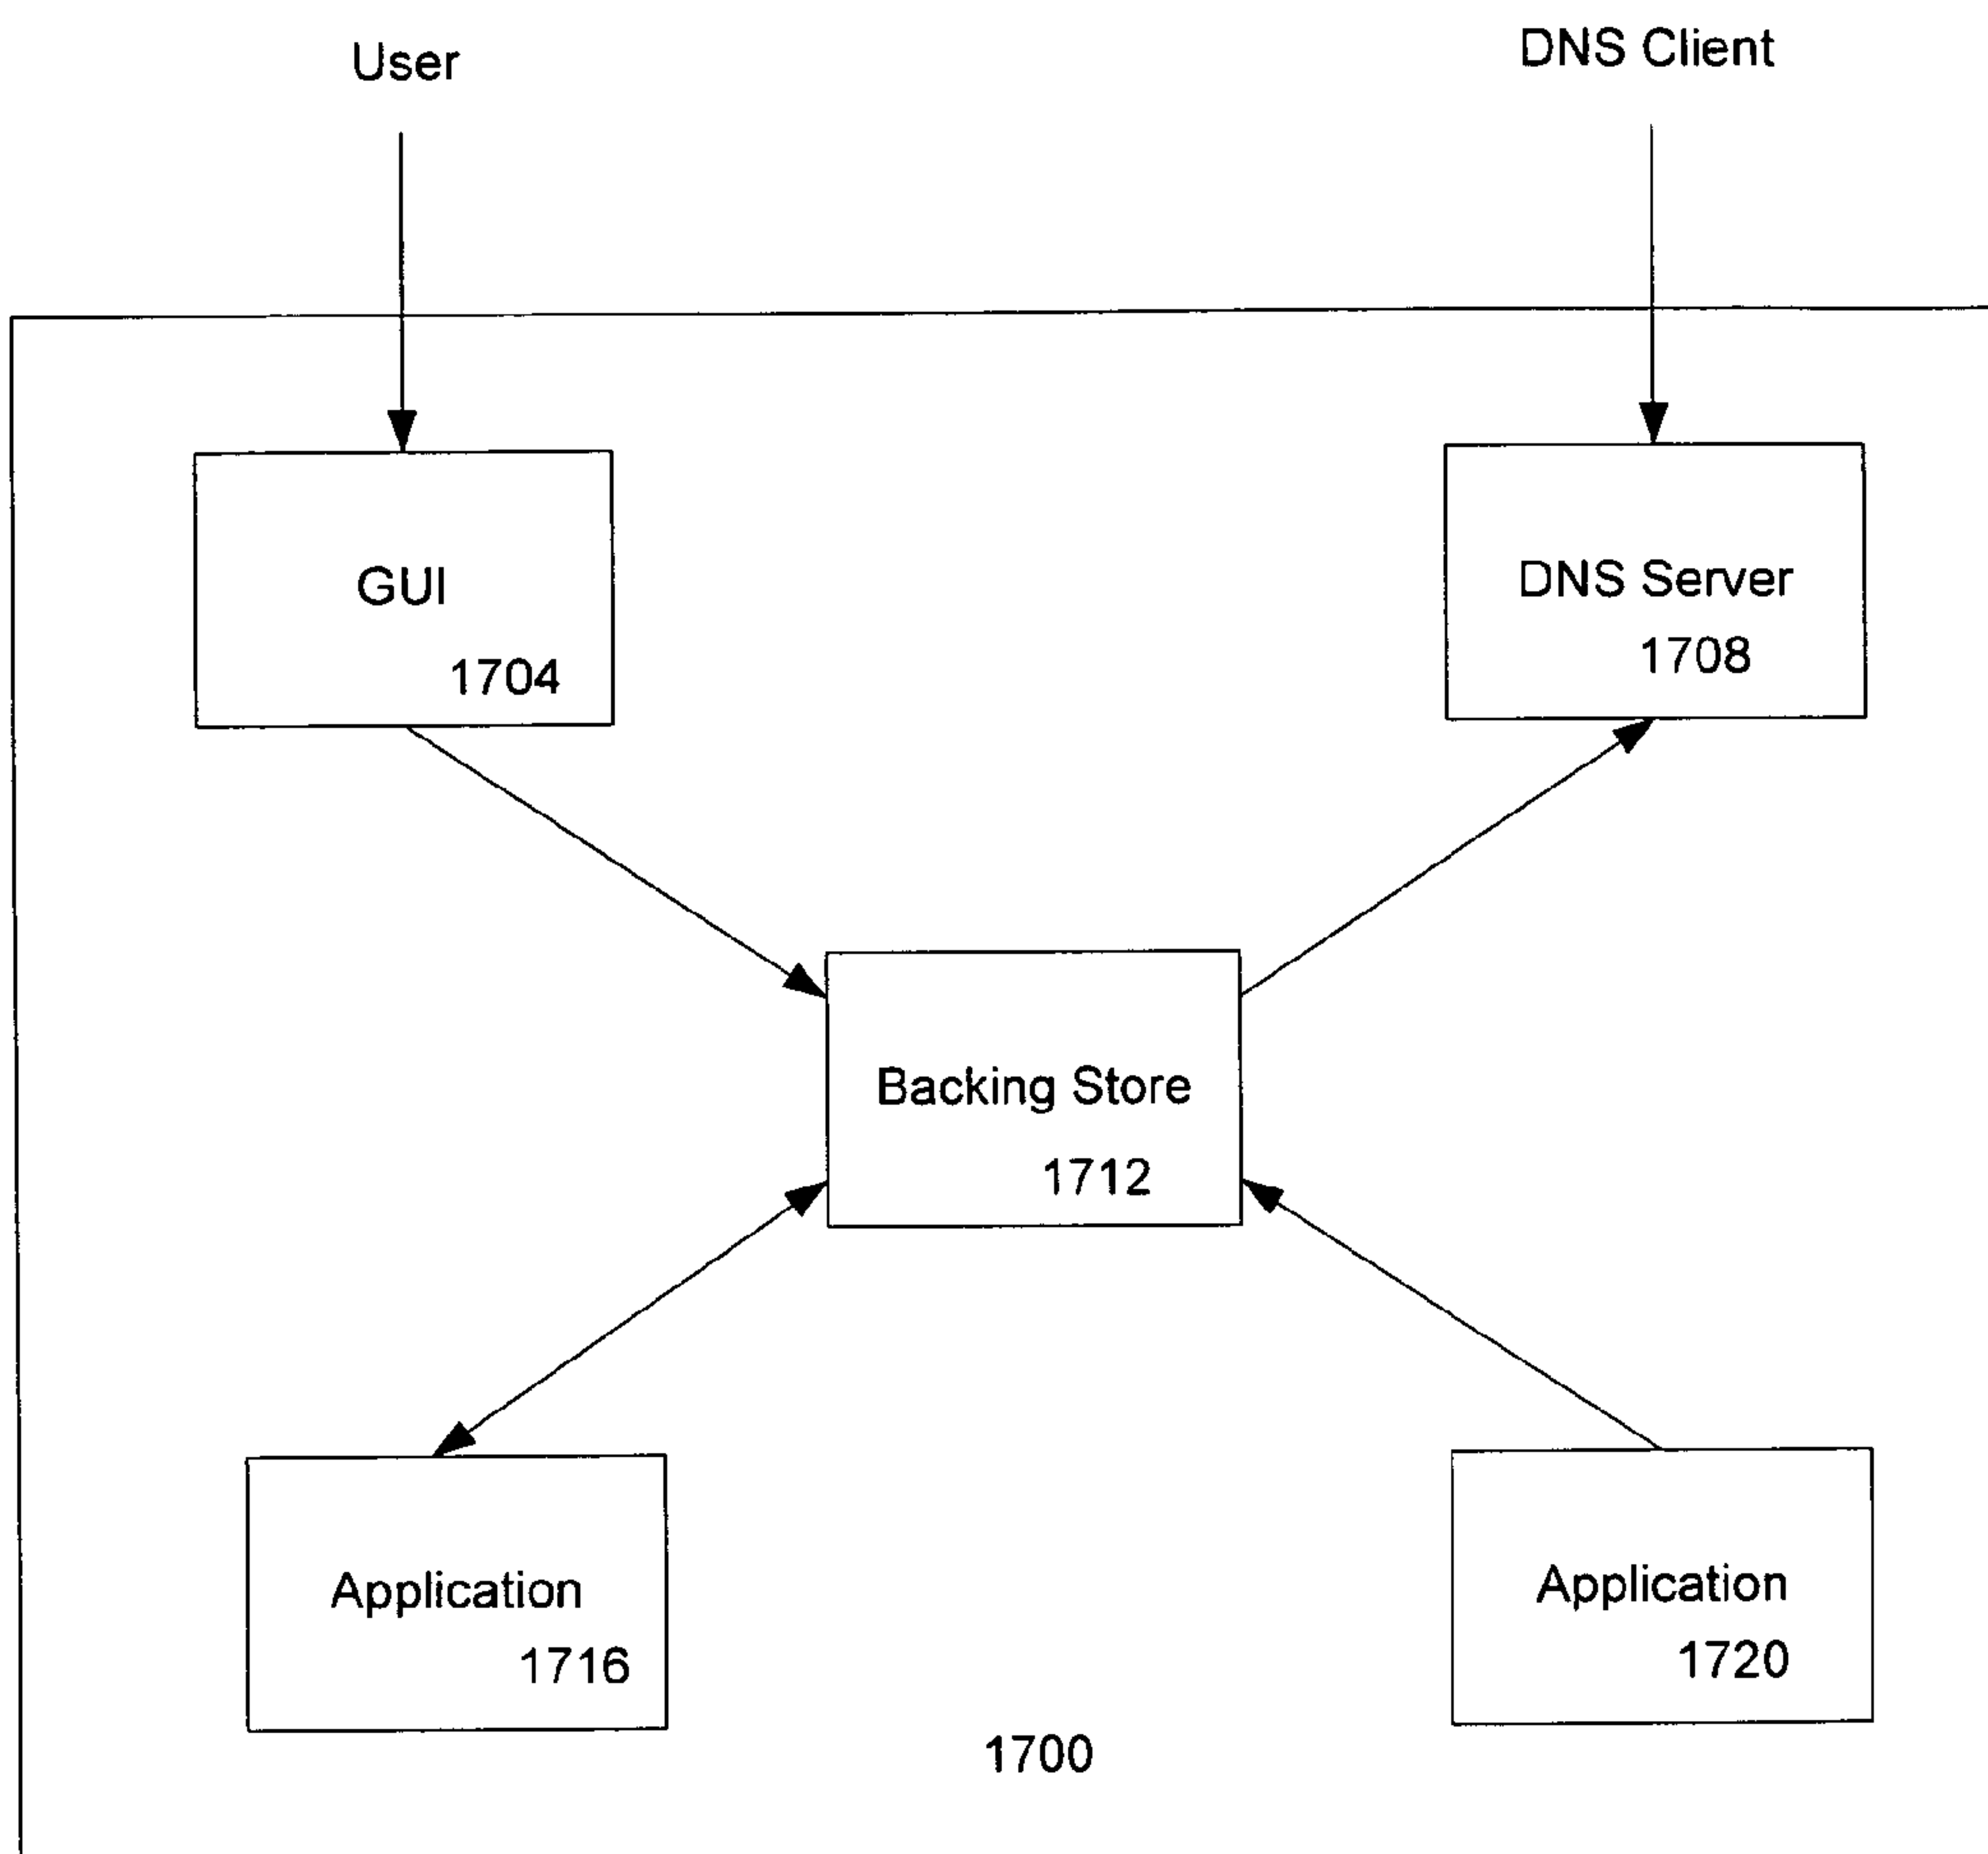 User
DNS Client
GUI
1704
DNS Server
1708
Backing Store
1712
Application
1716
Application
1720
1700